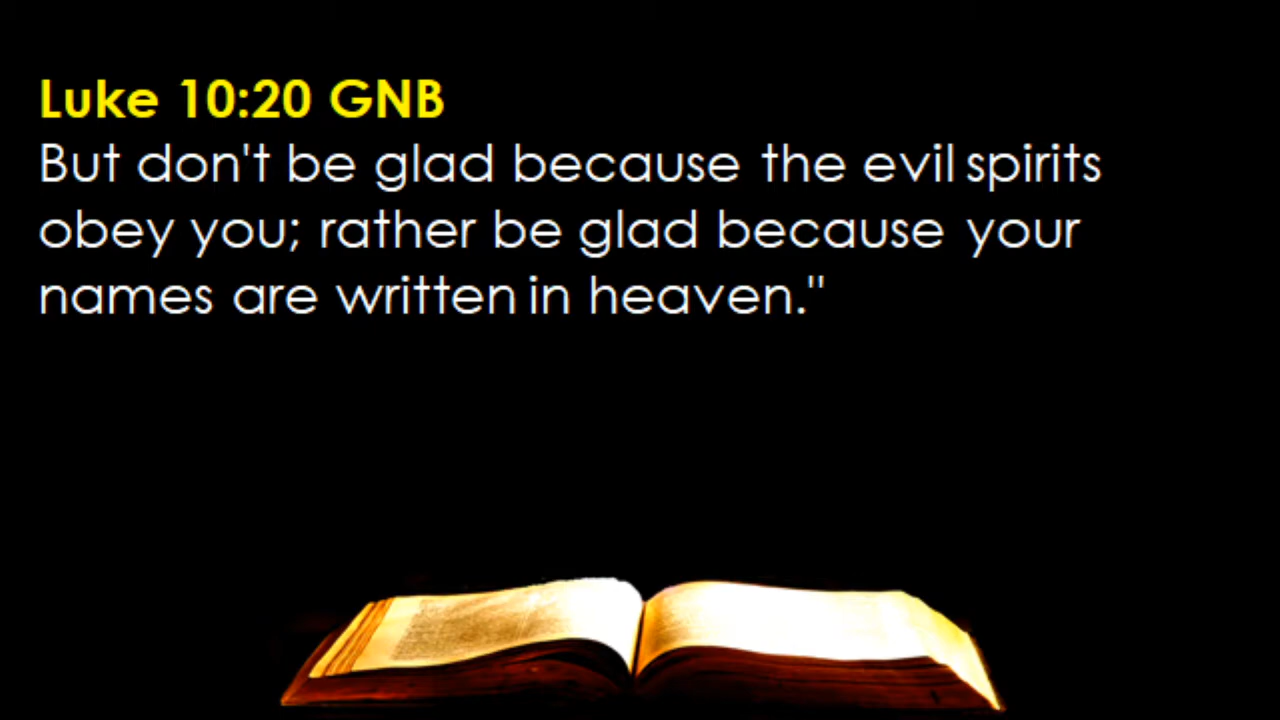 Luke 10:20 GNB
But don't be glad because the evil spirits
obey you; rather be glad because your
names are written in heaven."